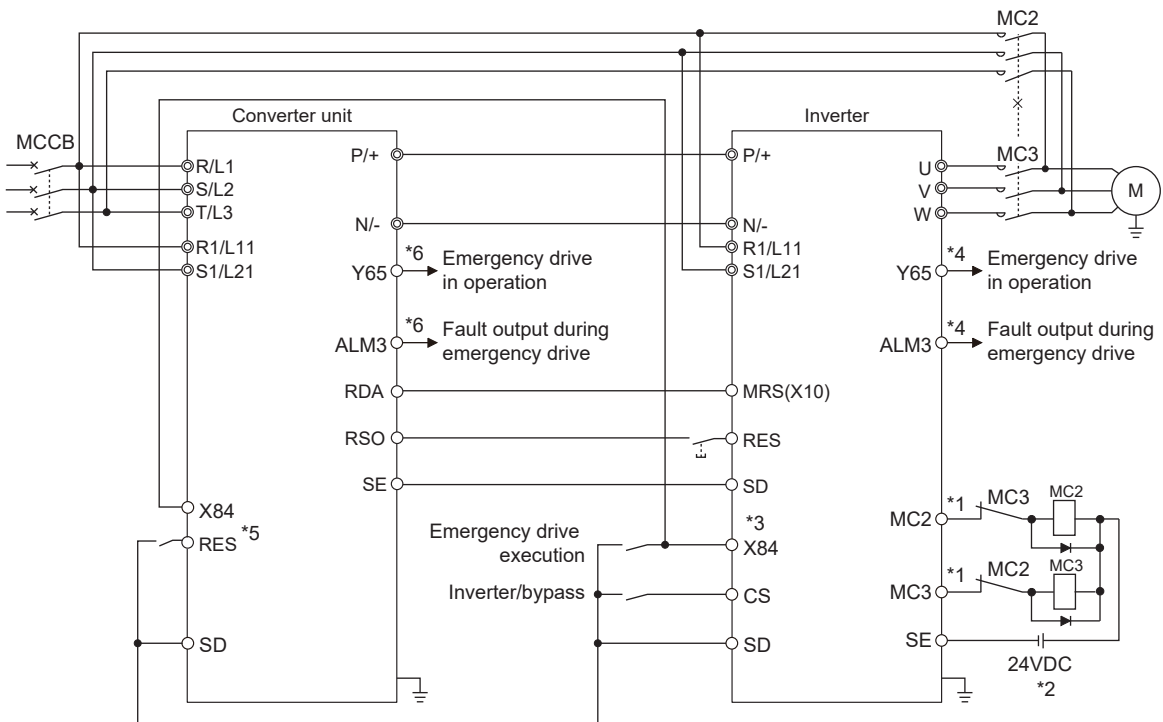 MC2
Converter unit
Inverter
MCCB
R/L1
S/L2
T/L3
R1/L11
S1/L21
P/+
N/-
*6
Y65
Emergency drive
in operation
*6
ALM3
Fault output during
emergency drive
RDA
RSO
SE
X84
RES *5
SD
P/+
N/-
R1/L11
S1/L21
MRS(X10)
RES
SD
*3
Emergency drive
execution
X84
Inverter/bypass
CS
SD
U
V
W
MC3
M
*4
Y65
Emergency drive
in operation
*4
ALM3
Fault output during
emergency drive
MC2
*1
MC3
MC2
MC3
*1
MC2
MC3
SE
24VDC
*2